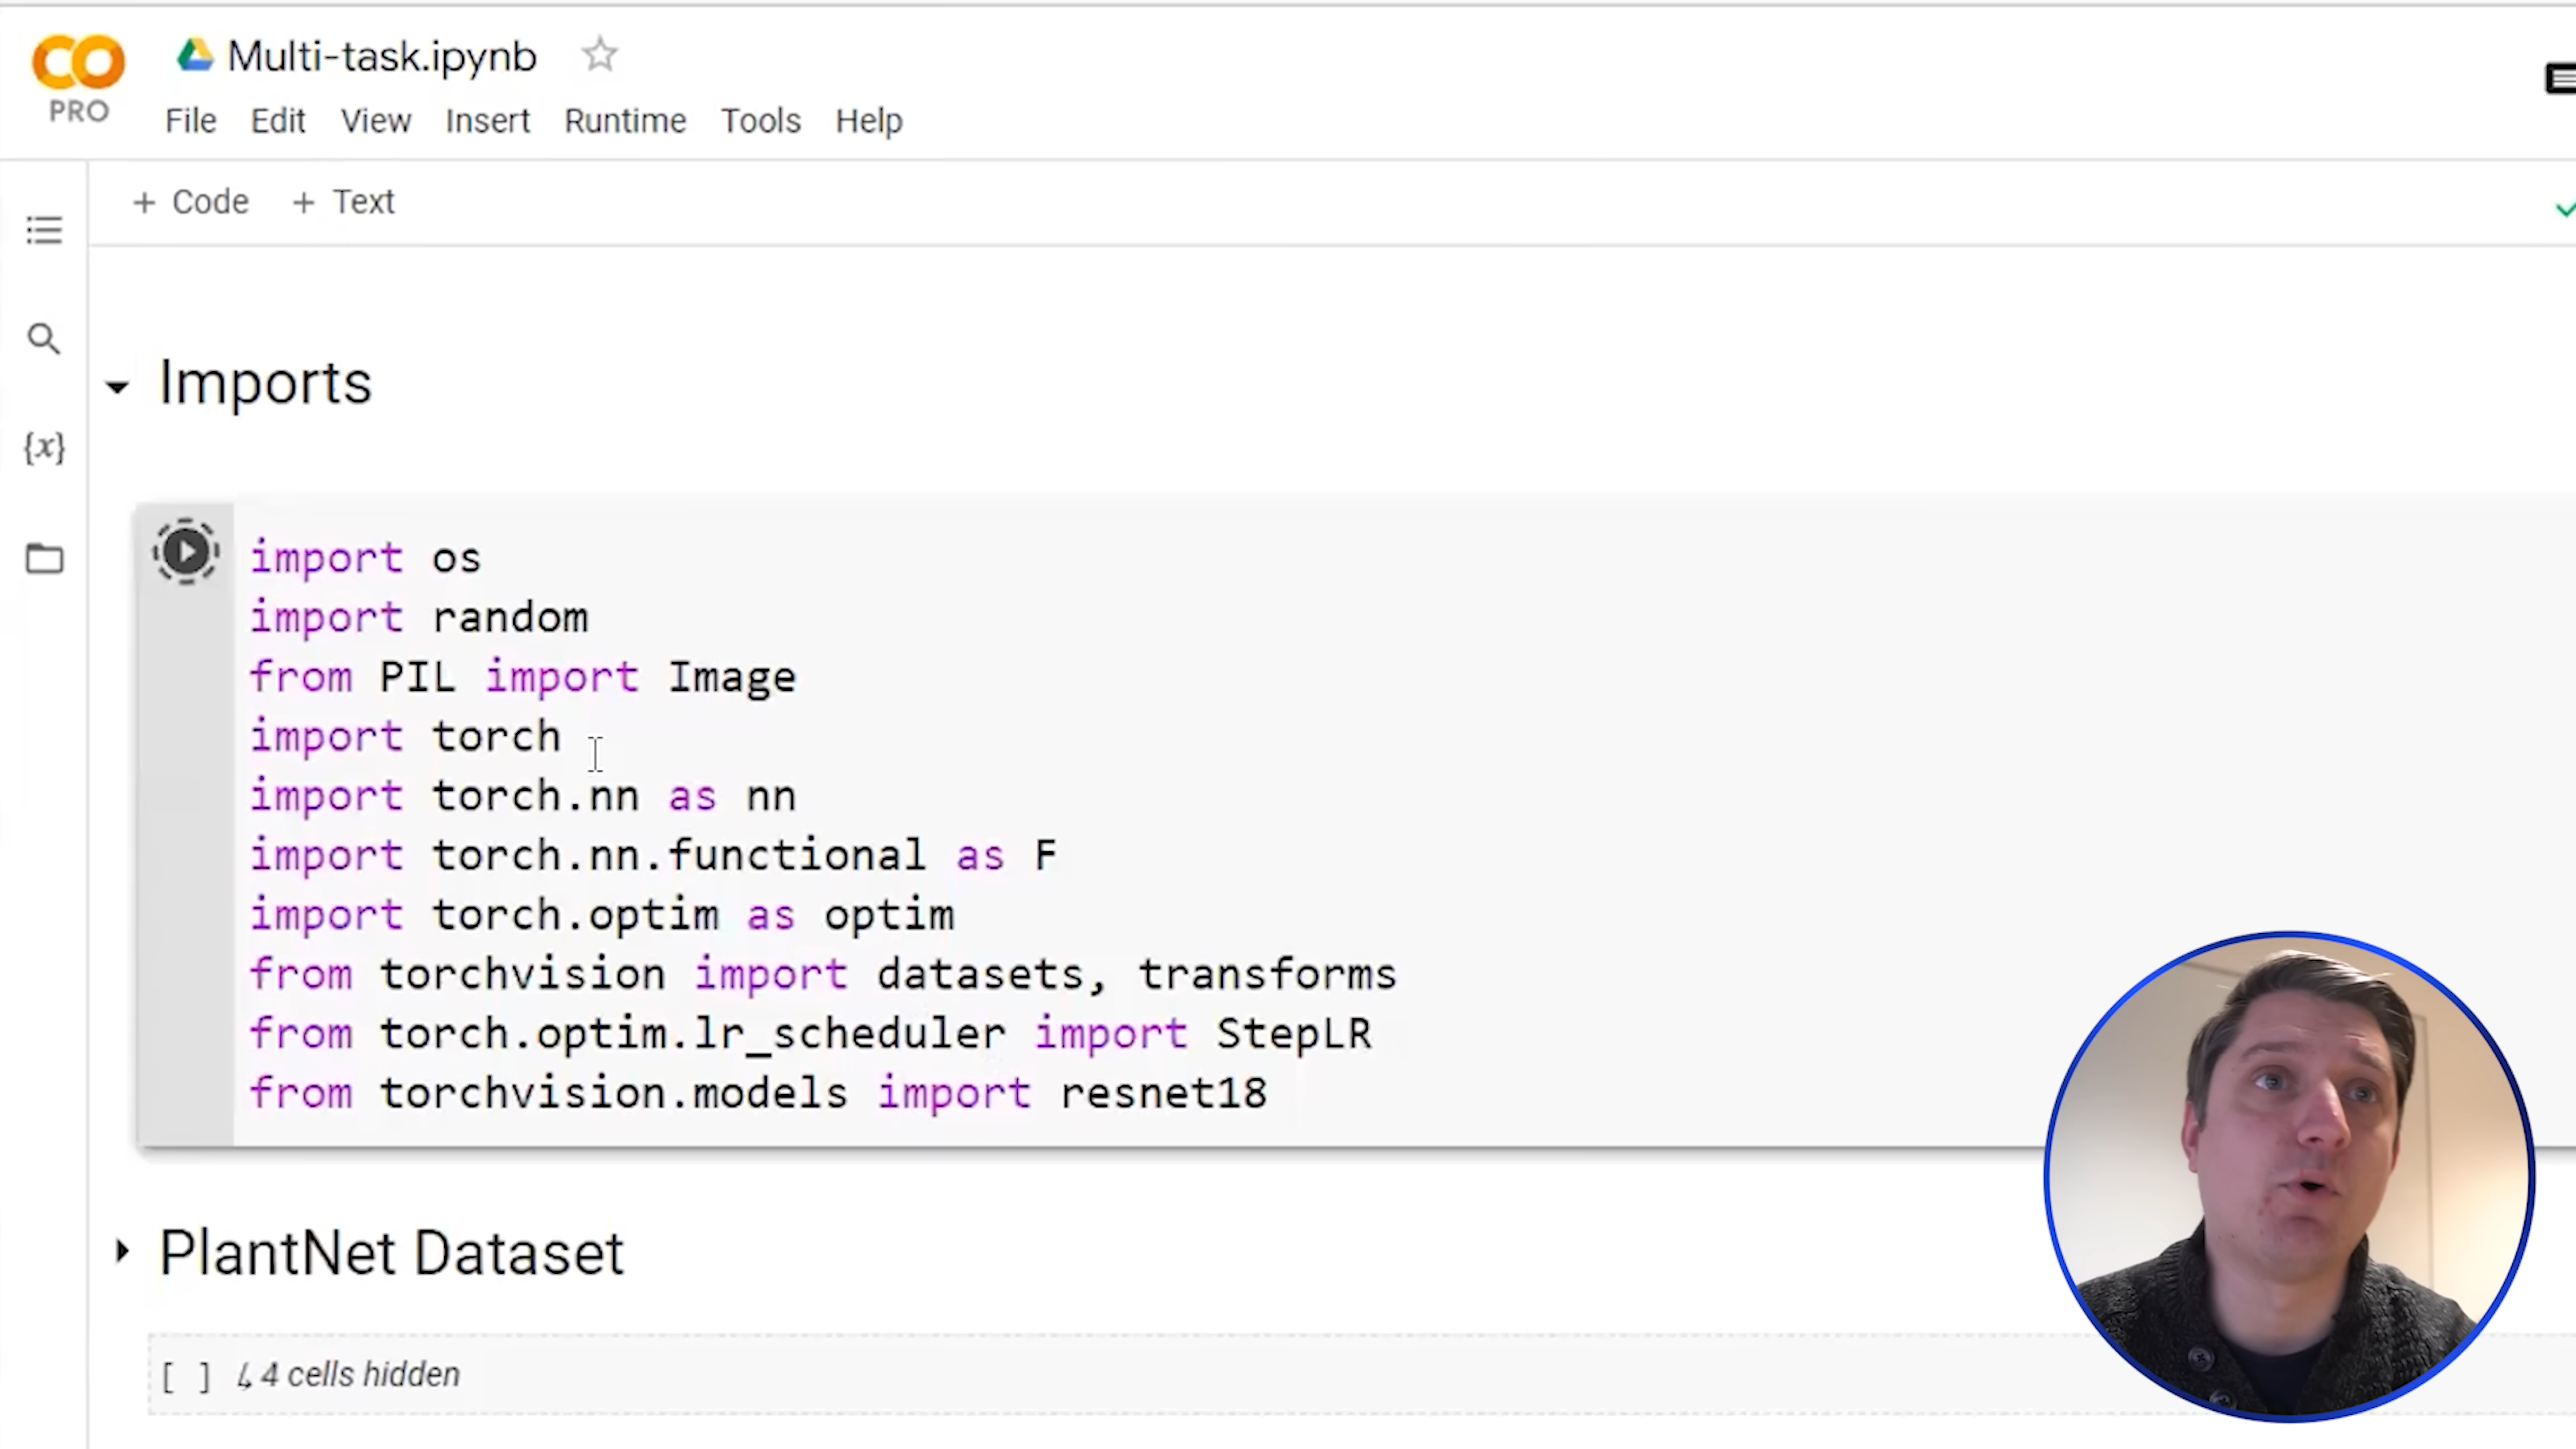 CO
PRO
Multi-task.ipynb
File Edit View Insert Runtime Tools Help
+ Code + Text
Imports
{x}
import os
import random
from PIL import Image
import torch
import torch.nn as nn
import torch.nn.functional as F
import torch.optim as optim
from torchvision import datasets, transforms
from torch.optim.lr_scheduler import StepLR
from torchvision.models import resnet18
PlantNet Dataset
[ ] ↳ 4 cells hidden